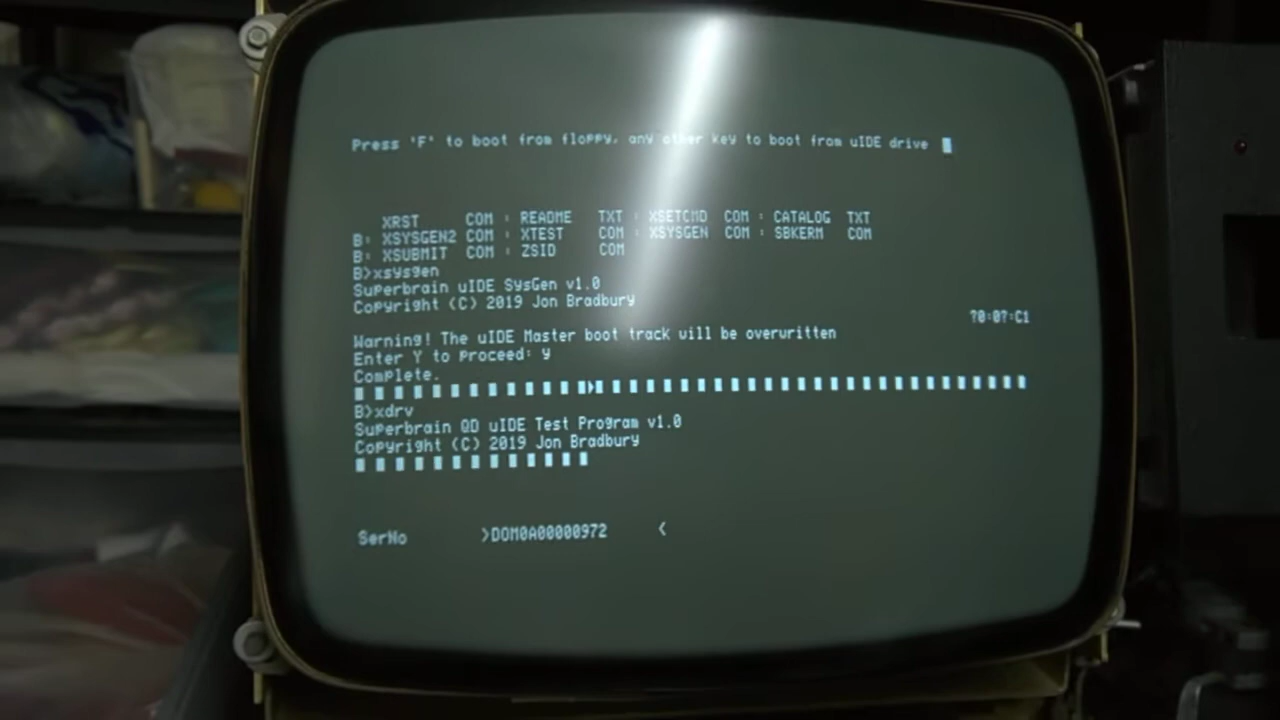 Press 'F' to boot from floppy, any other key to boot from uIDE drive
XRST COM : README TXT : XSETCMD COM : CATALOG TXT
B: XSYSGEN2 COM : XTEST COM : XSYSGEN COM : SBKERM COM
B: XSUBMIT COM : ZSID COM
B>xsysgen
Superbrain uIDE SysGen v1.0
Copyright (C) 2019 Jon Bradbury
?0:0?:C1
Warning! The uIDE Master boot track will be overwritten
Enter Y to proceed: y
Complete.
B>xdrv
Superbrain QD uIDE Test Program v1.0
Copyright (C) 2019 Jon Bradbury
SerNo >DOM0A00000972 <